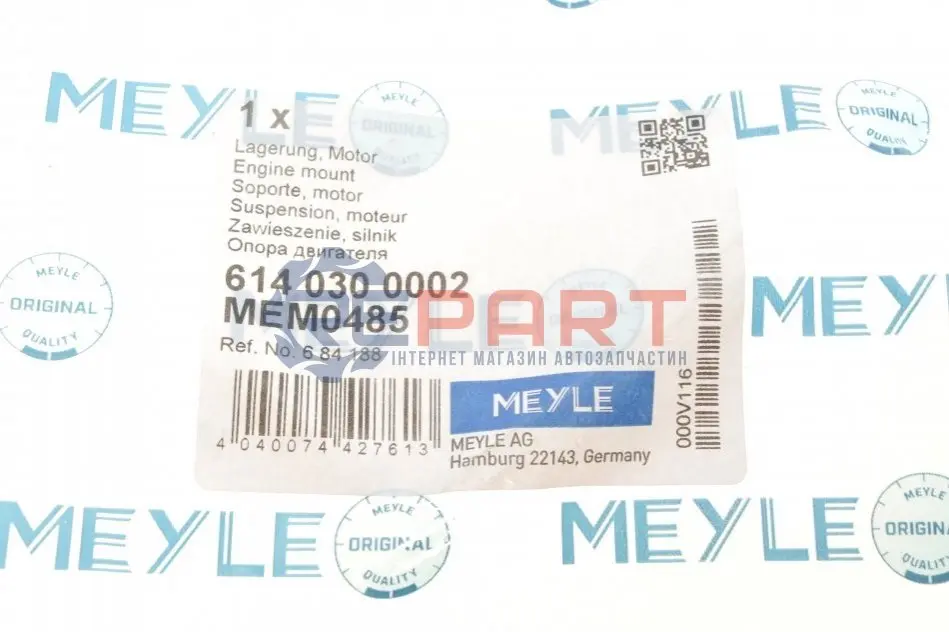 MEYLE
MEYLE
ORIGINAL
MEYLE
MEYLE
ORIGINAL
QUALITY
1 x
Lagerung, Motor
Engine mount
Soporte, motor
Suspension, moteur
Zawieszenie, silnik
Опора двигателя
614 030 0002
MEM0485
Ref. No. 6 84 188
PART
ІНТЕРНЕТ МАГАЗИН АВТОЗАПЧАСТИН
MEYLE
ORIGINAL
QUALITY
MEYLE
4 040074 427613
MEYLE AG
Hamburg 22143, Germany
000V116
MEYLE
MEYLE
ORIGINAL
QUALITY
MEYLE
MEYLE
ORIGINAL
QUALITY